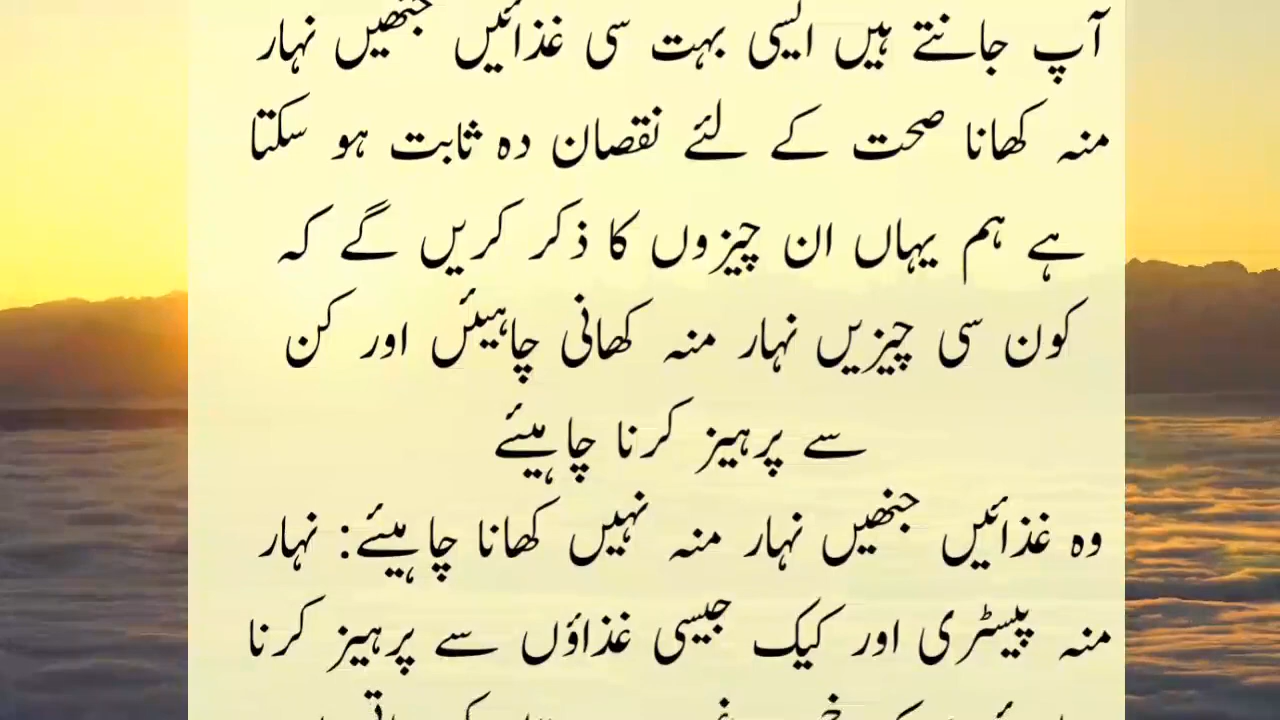 آپ جانتے ہیں ایسی بہت سی غذائیں جنھیں نہار
منہ کھانا صحت کے لئے نقصان دہ ثابت ہو سکتا
ہے ہم یہاں ان چیزوں کا ذکر کریں گے کہ
کون سی چیزیں نہار منہ کھانی چاہیئں اور کن
سے پرہیز کرنا چاہیئے
وہ غذائیں جنھیں نہار منہ نہیں کھانا چاہیئے: نہار
منہ پیسٹری اور کیک جیسی غذاؤں سے پرہیز کرنا